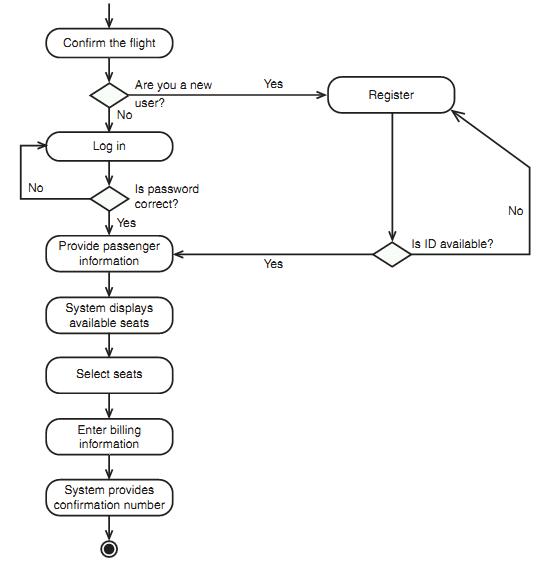 Confirm the flight
Are you a new
user?
Yes
Register
No
Log in
No
Is password
correct?
Yes
No
Is ID available?
Provide passenger
information
Yes
System displays
available seats
Select seats
Enter billing
information
System provides
confirmation number